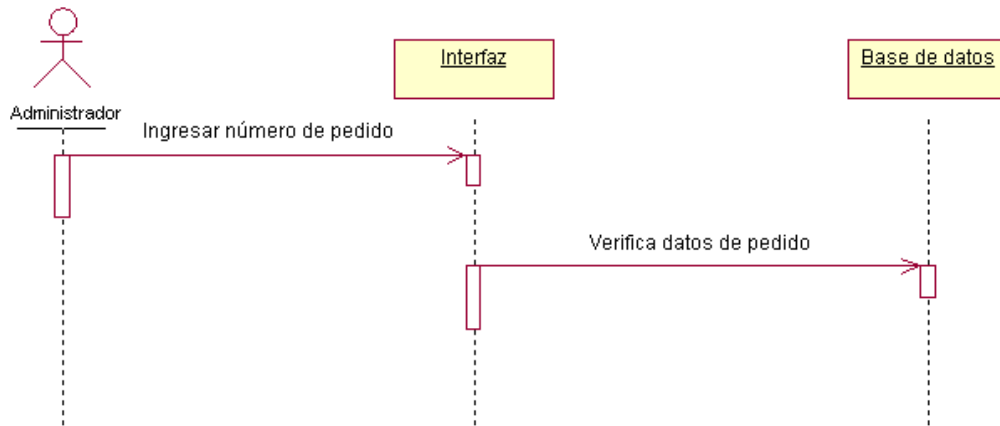 Interfaz
Base de datos
Administrador
Ingresar número de pedido
Verifica datos de pedido